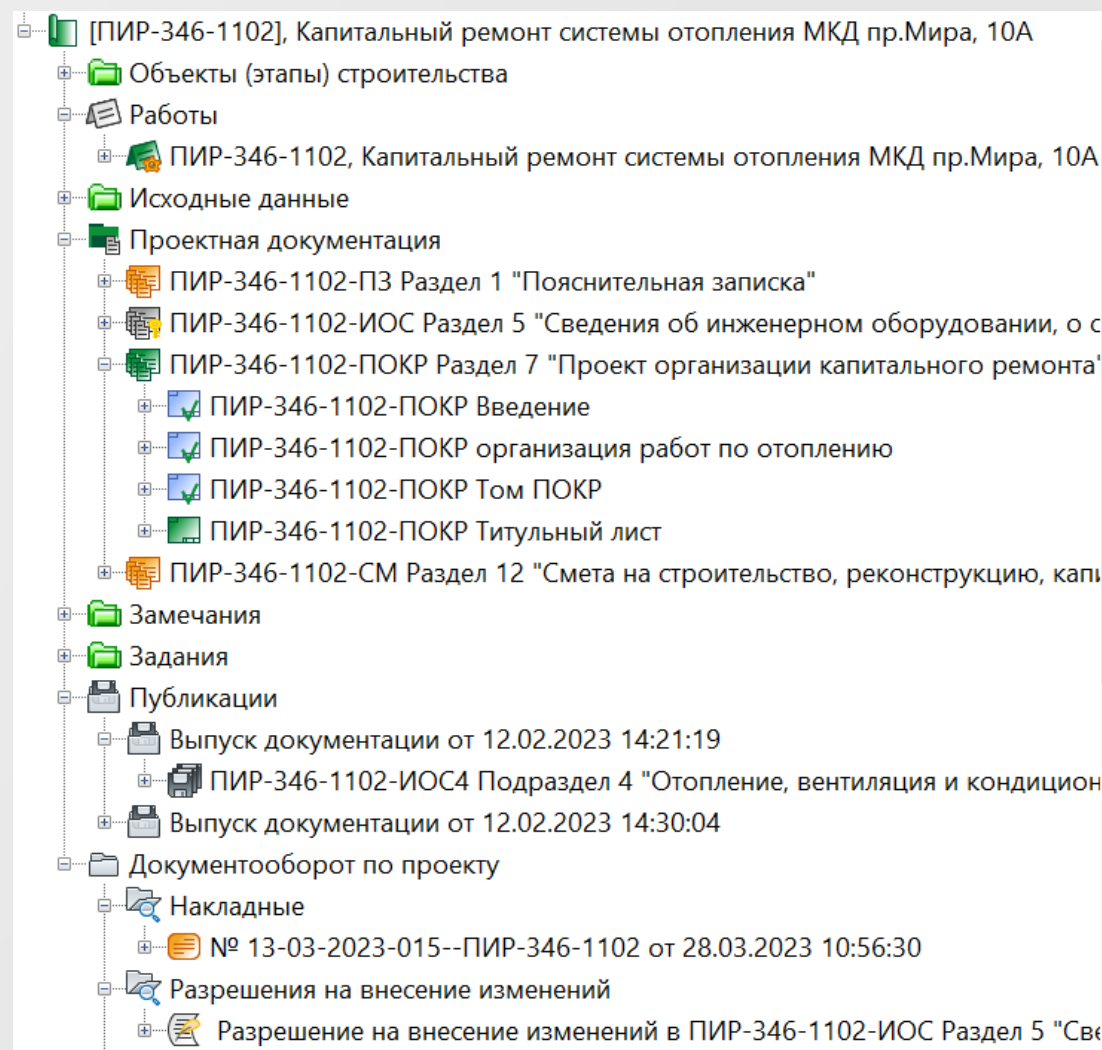 [ПИР-346-1102], Капитальный ремонт системы отопления МКД пр.Мира, 10А
Объекты (этапы) строительства
Работы
ПИР-346-1102, Капитальный ремонт системы отопления МКД пр.Мира, 10А
Исходные данные
Проектная документация
ПИР-346-1102-ПЗ Раздел 1 "Пояснительная записка"
ПИР-346-1102-ИОС Раздел 5 "Сведения об инженерном оборудовании, о с
ПИР-346-1102-ПОКР Раздел 7 "Проект организации капитального ремонта"
ПИР-346-1102-ПОКР Введение
ПИР-346-1102-ПОКР организация работ по отоплению
ПИР-346-1102-ПОКР Том ПОКР
ПИР-346-1102-ПОКР Титульный лист
ПИР-346-1102-СМ Раздел 12 "Смета на строительство, реконструкцию, капи
Замечания
Задания
Публикации
Выпуск документации от 12.02.2023 14:21:19
ПИР-346-1102-ИОС4 Подраздел 4 "Отопление, вентиляция и кондицион
Выпуск документации от 12.02.2023 14:30:04
Документооборот по проекту
Накладные
№ 13-03-2023-015--ПИР-346-1102 от 28.03.2023 10:56:30
Разрешения на внесение изменений
Разрешение на внесение изменений в ПИР-346-1102-ИОС Раздел 5 "Све